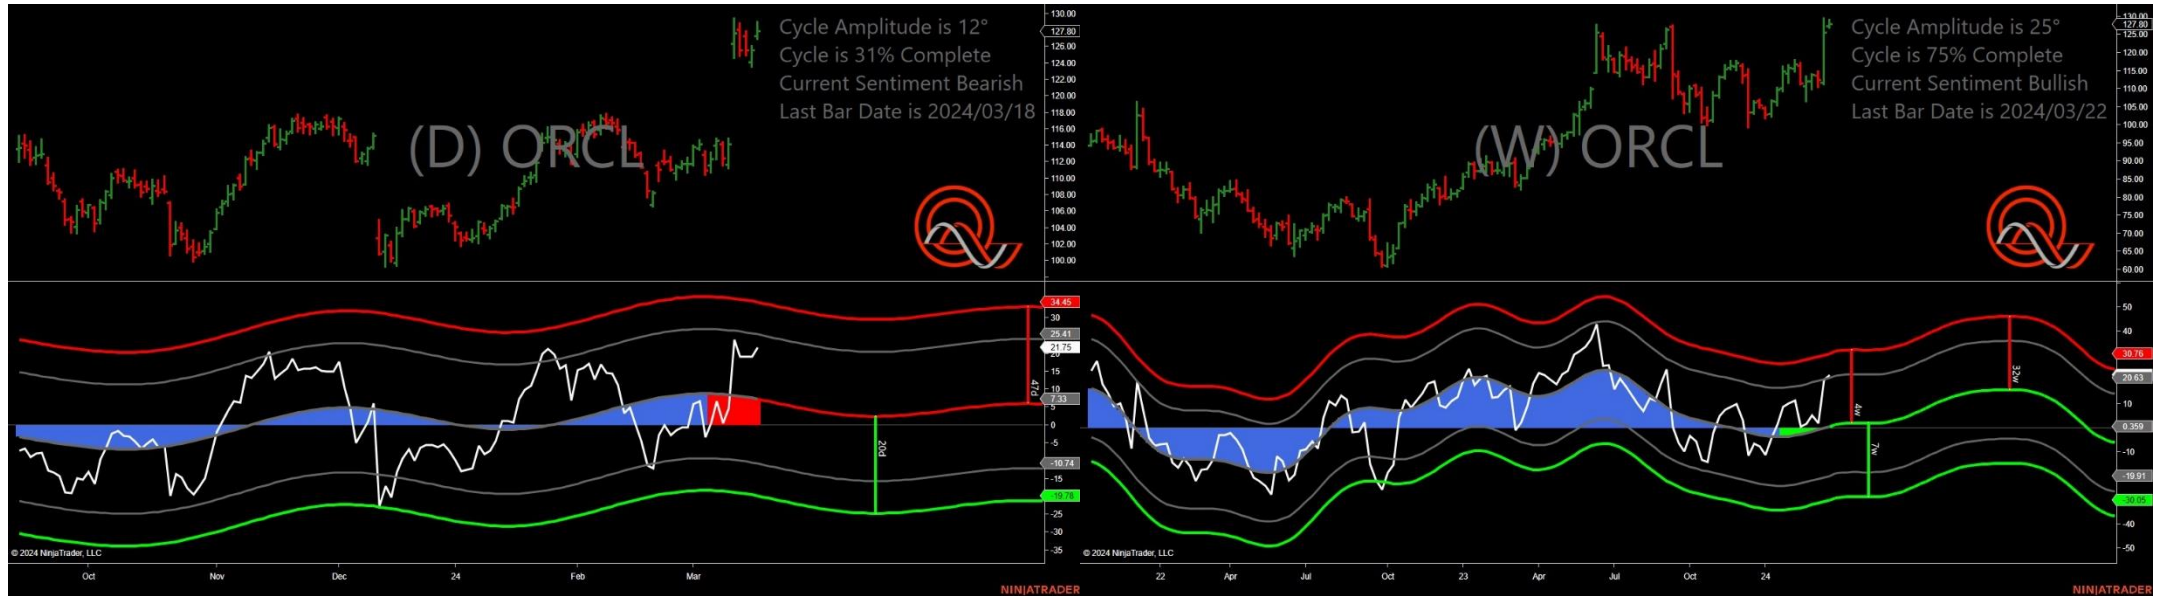 Cycle Amplitude is 12°
Cycle is 31% Complete
Current Sentiment Bearish
Last Bar Date is 2024/03/18
(D) ORCL
130.00
127.80
126.00
124.00
122.00
120.00
118.00
116.00
114.00
112.00
110.00
108.00
106.00
104.00
102.00
100.00
34.45
30
25.41
21.75
20
15
10
47d
7.33
5
0
-5
20d
-10.74
-15
-19.78
-25
-30
-35
© 2024 NinjaTrader, LLC
Oct
Nov
Dec
24
Feb
Mar
NINJATRADER
Cycle Amplitude is 25°
Cycle is 75% Complete
Current Sentiment Bullish
Last Bar Date is 2024/03/22
(W) ORCL
130.00
127.80
125.00
120.00
115.00
110.00
105.00
100.00
95.00
90.00
85.00
80.00
75.00
70.00
65.00
60.00
50
40
30.76
32w
20.63
10
4w
0.359
7w
-10
-19.91
-30.05
-40
-50
© 2024 NinjaTrader, LLC
22
Apr
Jul
Oct
23
Apr
Jul
Oct
24
NINJATRADER